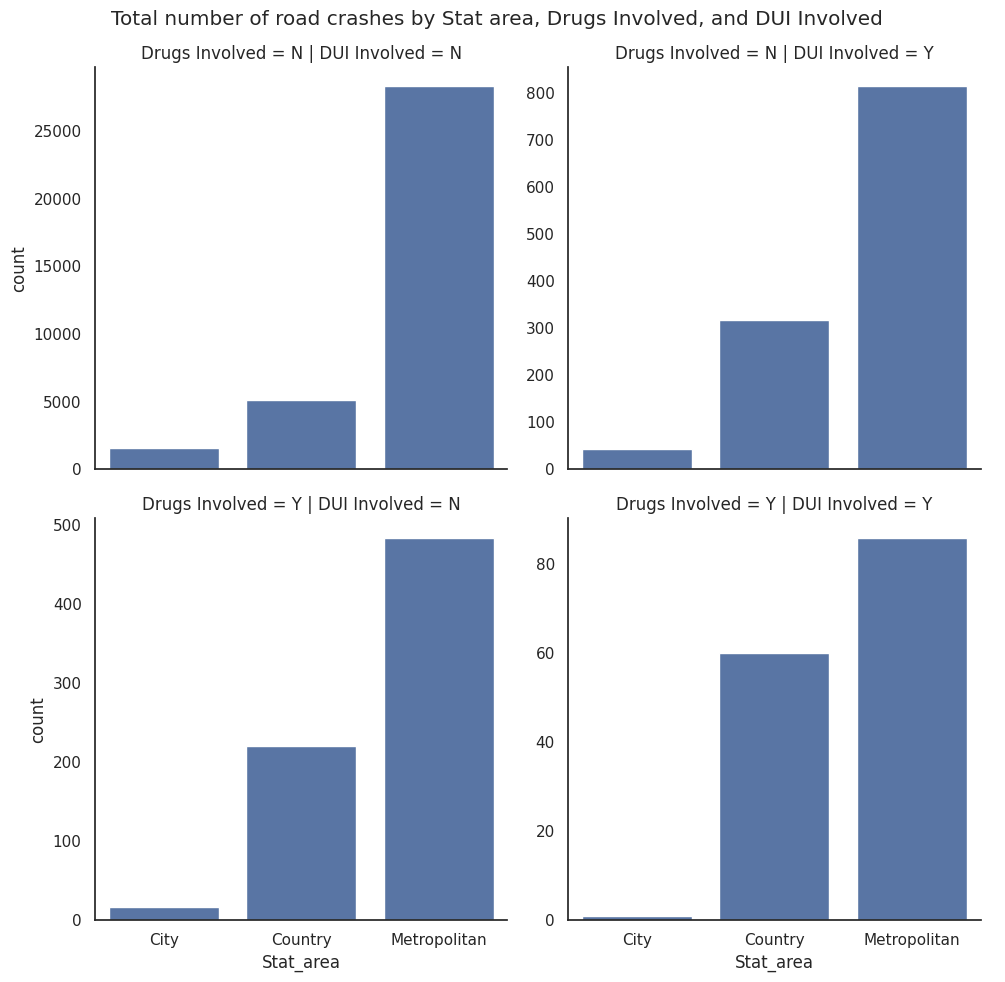 Total number of road crashes by Stat area, Drugs Involved, and DUI Involved
Drugs Involved = N | DUI Involved = N
25000
20000
15000
10000
5000
0
count
Drugs Involved = N | DUI Involved = Y
800
700
600
500
400
300
200
100
0
Drugs Involved = Y | DUI Involved = N
500
400
300
200
100
0
count
City Country Metropolitan
Stat_area
Drugs Involved = Y | DUI Involved = Y
80
60
40
20
0
City Country Metropolitan
Stat_area